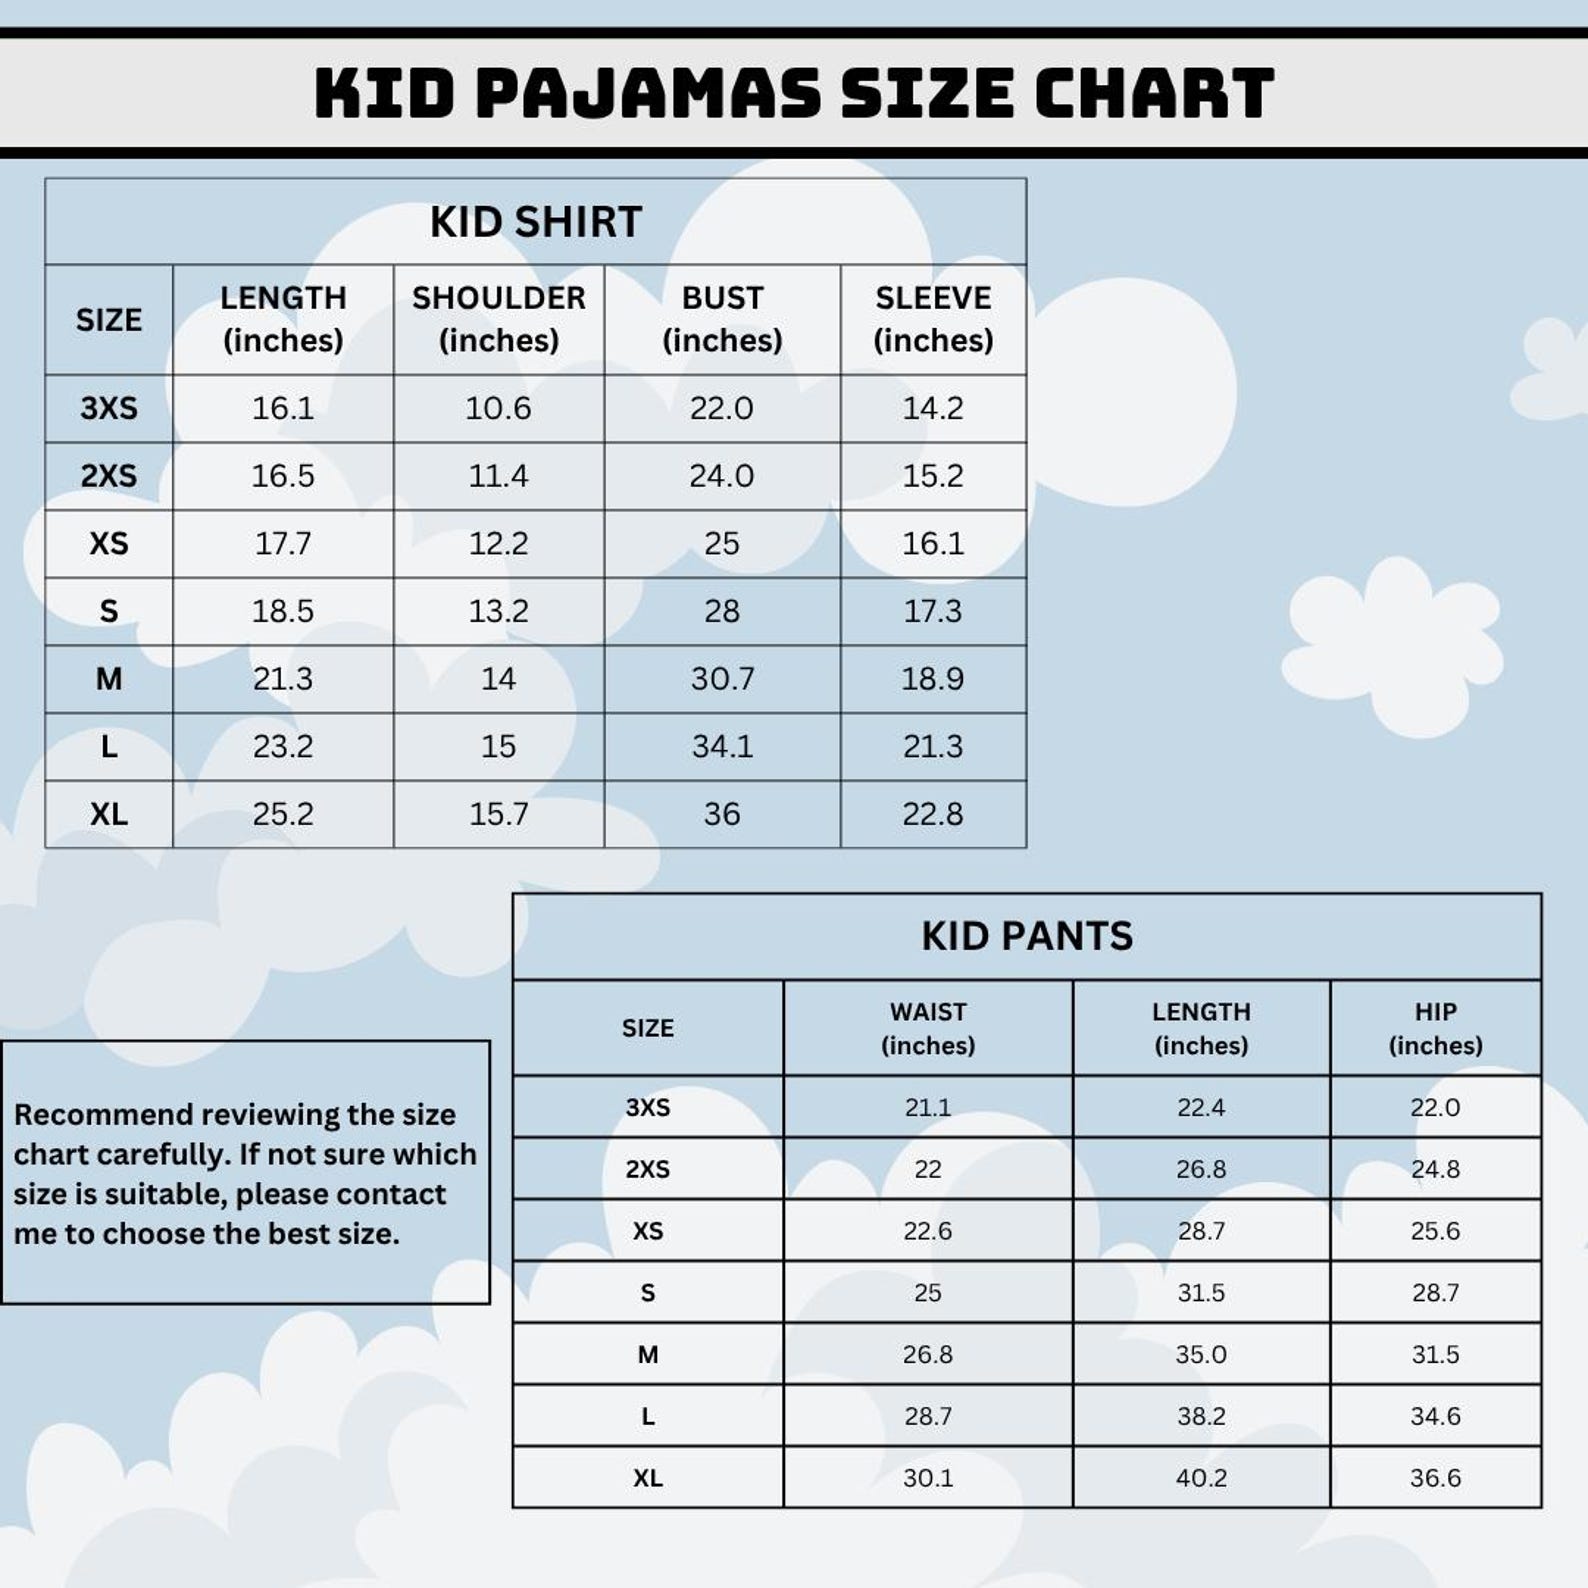 KID PAJAMAS SIZE CHART
KID SHIRT
SIZE LENGTH (inches) SHOULDER (inches) BUST (inches) SLEEVE (inches)
3XS 16.1 10.6 22.0 14.2
2XS 16.5 11.4 24.0 15.2
XS 17.7 12.2 25 16.1
S 18.5 13.2 28 17.3
M 21.3 14 30.7 18.9
L 23.2 15 34.1 21.3
XL 25.2 15.7 36 22.8
KID PANTS
SIZE WAIST (inches) LENGTH (inches) HIP (inches)
3XS 21.1 22.4 22.0
2XS 22 26.8 24.8
XS 22.6 28.7 25.6
S 25 31.5 28.7
M 26.8 35.0 31.5
L 28.7 38.2 34.6
XL 30.1 40.2 36.6
Recommend reviewing the size
chart carefully. If not sure which
size is suitable, please contact
me to choose the best size.